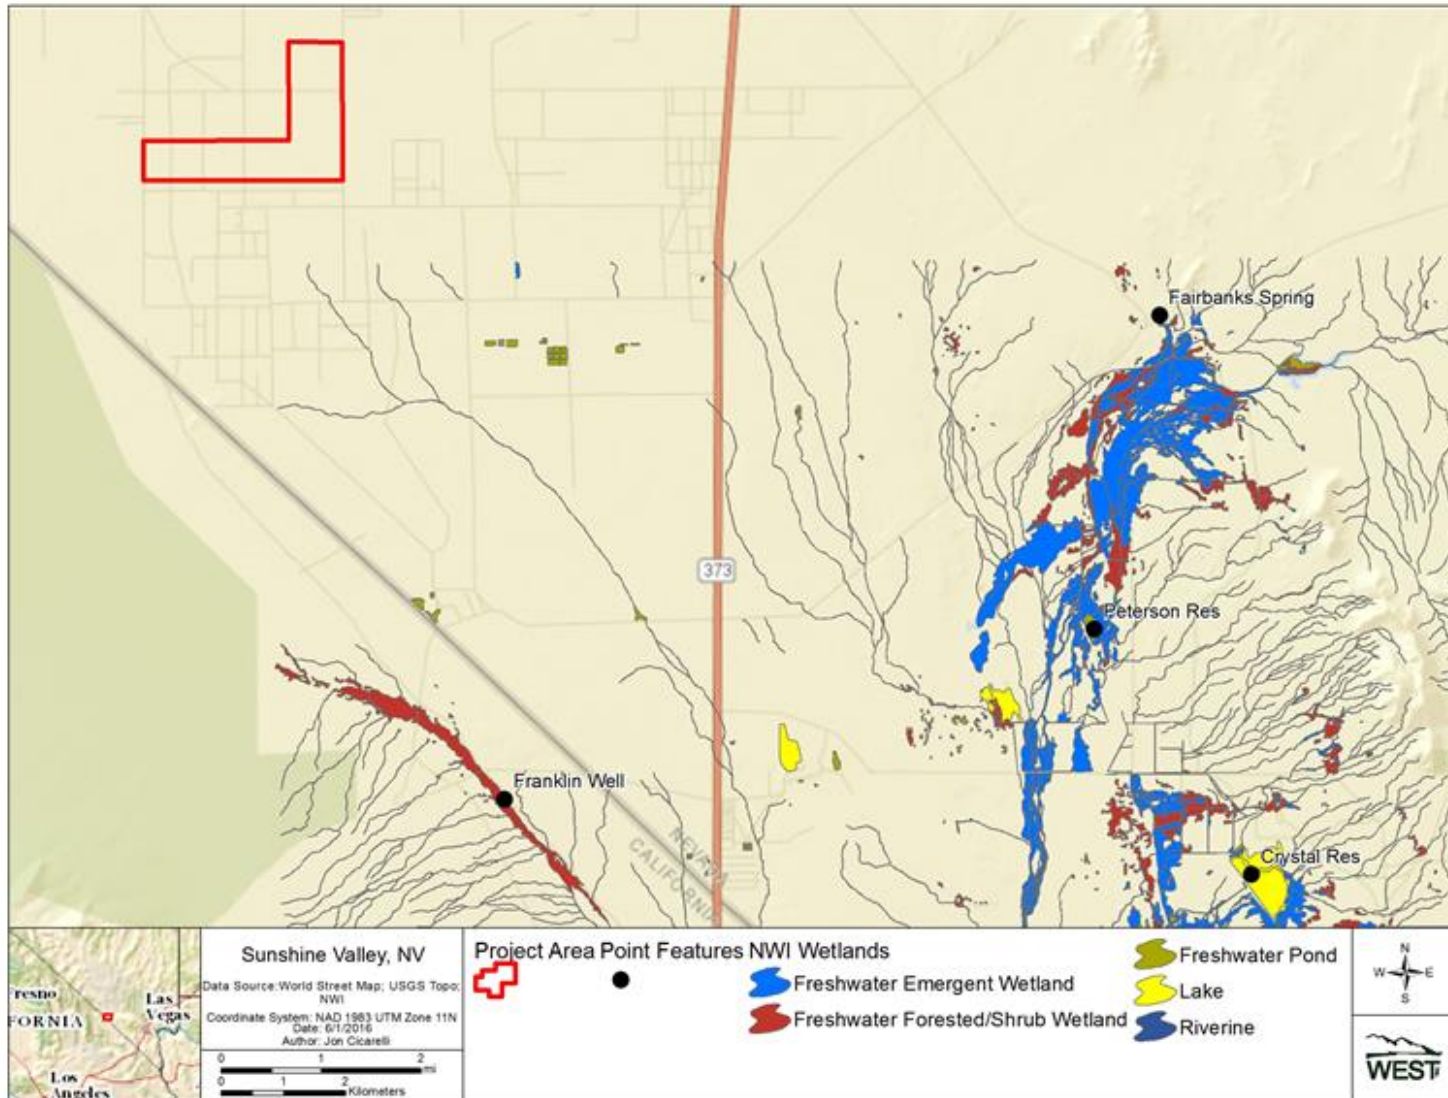 Fairbanks Spring
373
Peterson Res
Franklin Well
NEVADA
CALIFORNIA
Crystal Res
Fresno
FORNIA
Las
Vegas
Los
Angeles
Sunshine Valley, NV
Data Source:World Street Map; USGS Topo;
NWI
Coordinate System: NAD 1983 UTM Zone 11N
Date: 6/1/2016
Author: Jon Cicarelli
0 1 2
mi
0 1 2
Kilometers
Project Area Point Features NWI Wetlands
Freshwater Emergent Wetland
Freshwater Forested/Shrub Wetland
Freshwater Pond
Lake
Riverine
N
W E
S
WEST